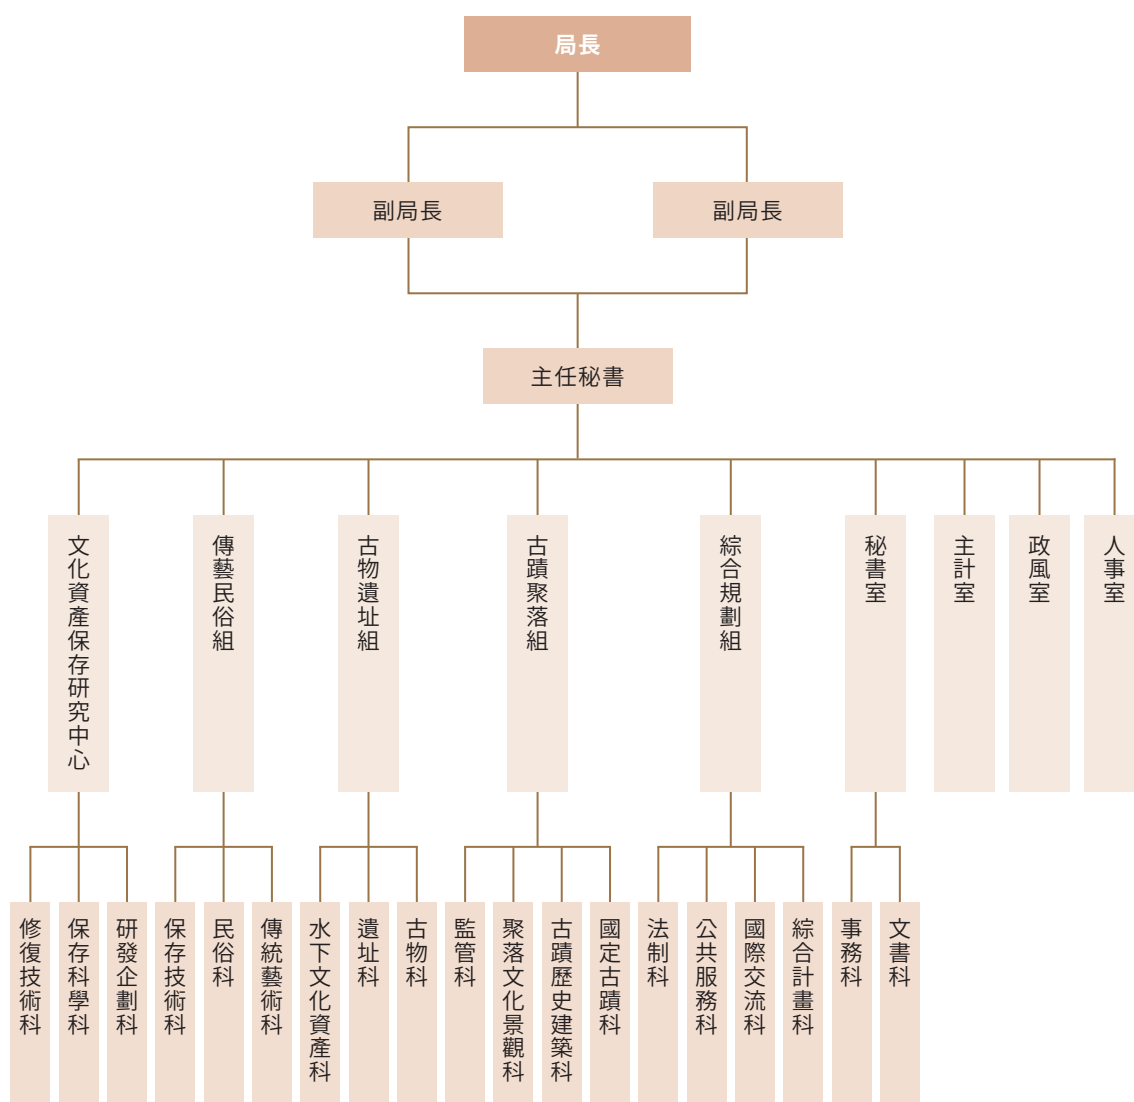 局長
副局長
副局長
主任秘書
文化資產保存研究中心
傳藝民俗組
古物遺址組
古蹟聚落組
綜合規劃組
秘書室
主計室
政風室
人事室
修復技術科
保存科學科
研發企劃科
保存技術科
民俗科
傳統藝術科
水下文化資產科
遺址科
古物科
監管科
聚落文化景觀科
古蹟歷史建築科
國定古蹟科
法制科
公共服務科
國際交流科
綜合計畫科
事務科
文書科